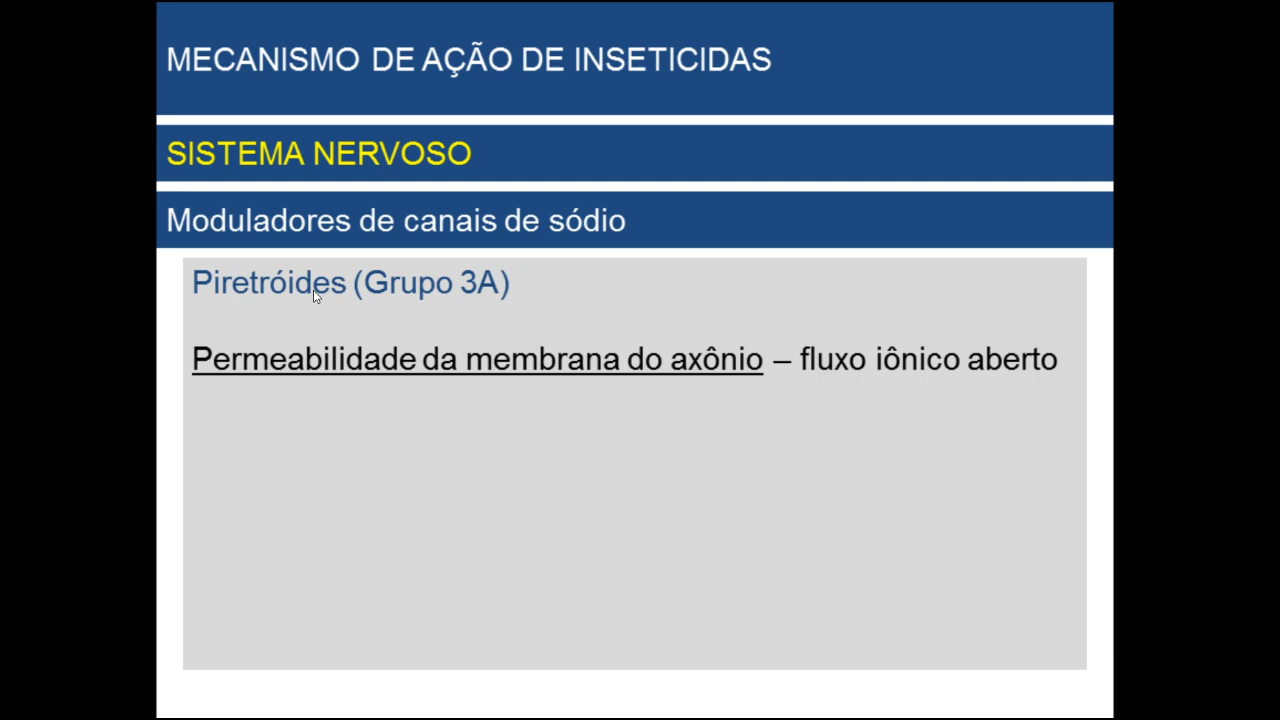 MECANISMO DE AÇÃO DE INSETICIDAS
SISTEMA NERVOSO
Moduladores de canais de sódio
Piretróides (Grupo 3A)
Permeabilidade da membrana do axônio – fluxo iônico aberto